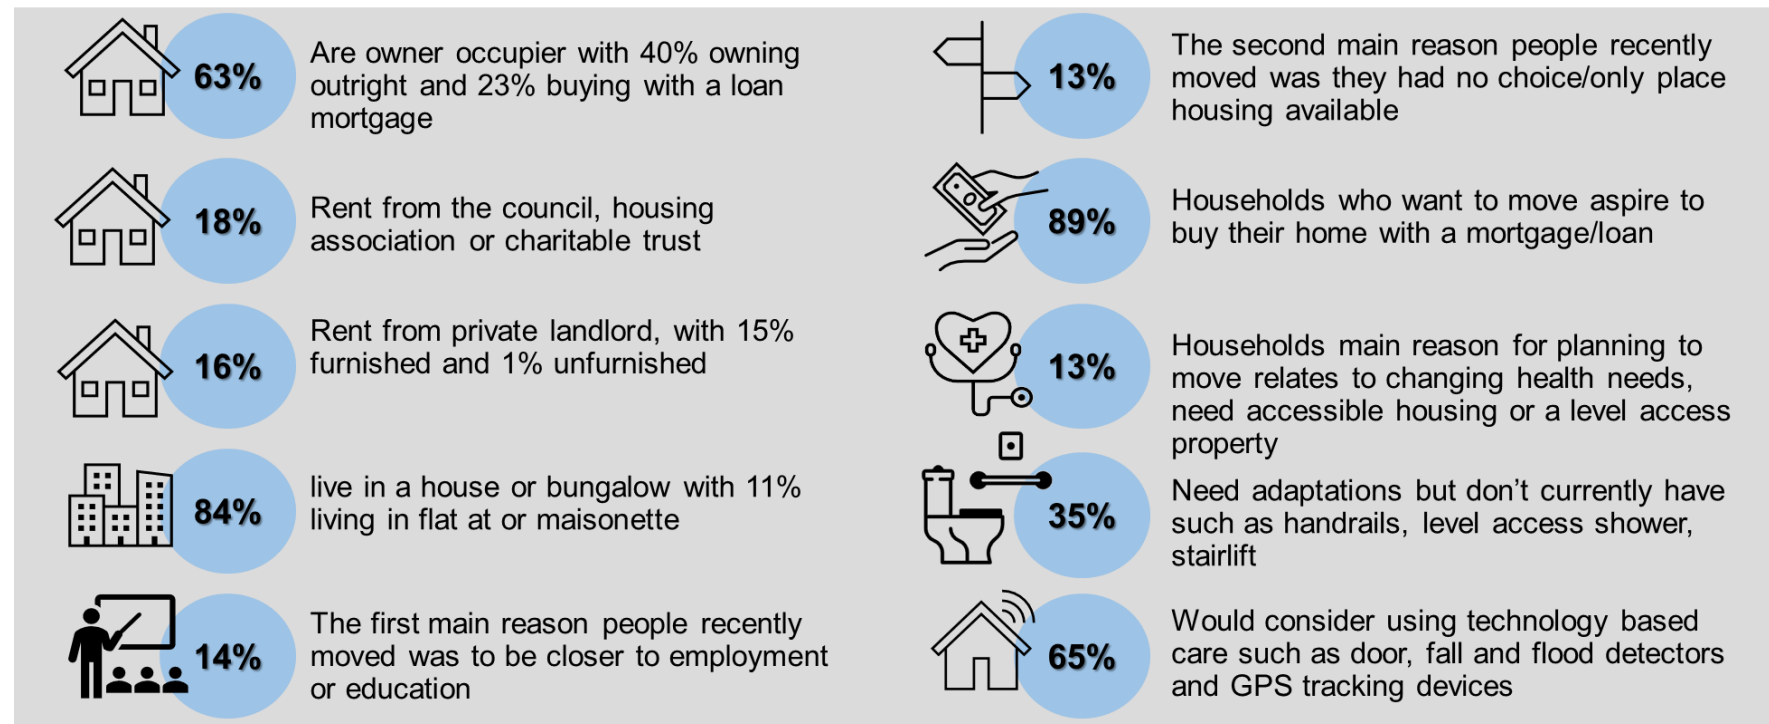 63%
Are owner occupier with 40% owning
outright and 23% buying with a loan
mortgage
18%
Rent from the council, housing
association or charitable trust
16%
Rent from private landlord, with 15%
furnished and 1% unfurnished
84%
live in a house or bungalow with 11%
living in flat at or maisonette
14%
The first main reason people recently
moved was to be closer to employment
or education
13%
The second main reason people recently
moved was they had no choice/only place
housing available
89%
Households who want to move aspire to
buy their home with a mortgage/loan
13%
Households main reason for planning to
move relates to changing health needs,
need accessible housing or a level access
property
35%
Need adaptations but don’t currently have
such as handrails, level access shower,
stairlift
65%
Would consider using technology based
care such as door, fall and flood detectors
and GPS tracking devices